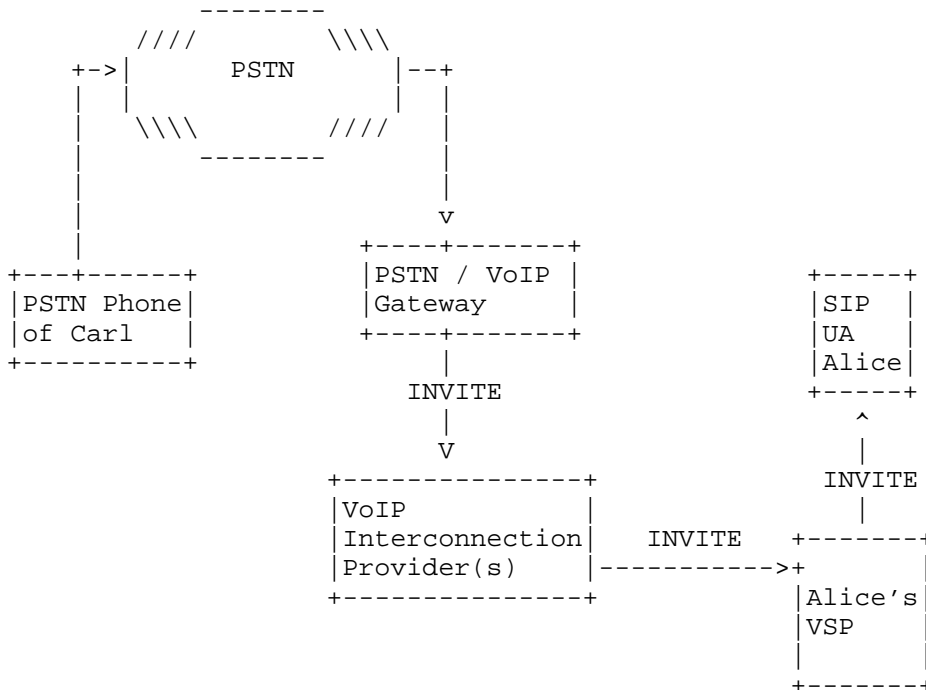 PSTN
PSTN Phone
of Carl
PSTN / VoIP
Gateway
SIP
UA
Alice
INVITE
INVITE
VoIP
Interconnection
Provider(s)
INVITE
Alice's
VSP